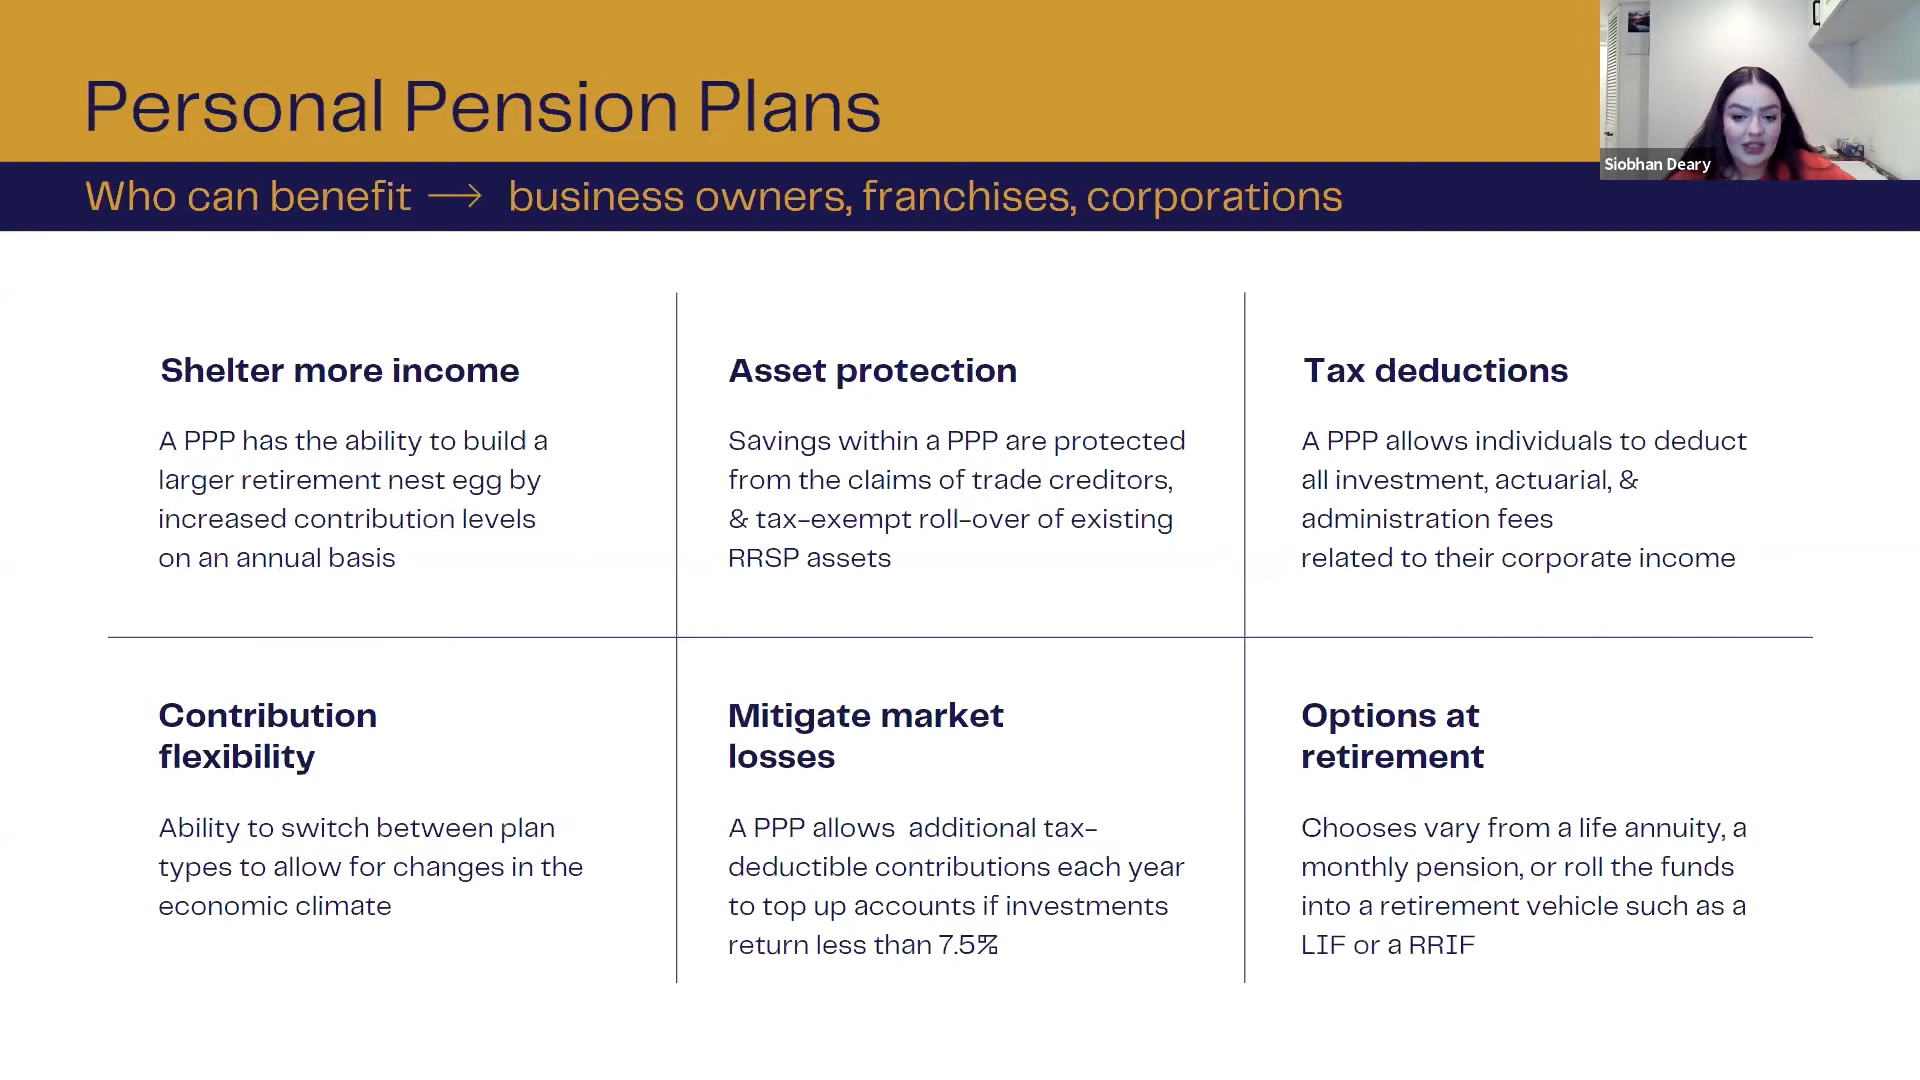 Personal Pension Plans
Siobhan Deary
Who can benefit → business owners, franchises, corporations
Shelter more income
A PPP has the ability to build a
larger retirement nest egg by
increased contribution levels
on an annual basis
Asset protection
Savings within a PPP are protected
from the claims of trade creditors,
& tax-exempt roll-over of existing
RRSP assets
Tax deductions
A PPP allows individuals to deduct
all investment, actuarial, &
administration fees
related to their corporate income
Contribution
flexibility
Ability to switch between plan
types to allow for changes in the
economic climate
Mitigate market
losses
A PPP allows  additional tax-
deductible contributions each year
to top up accounts if investments
return less than 7.5%
Options at
retirement
Chooses vary from a life annuity, a
monthly pension, or roll the funds
into a retirement vehicle such as a
LIF or a RRIF